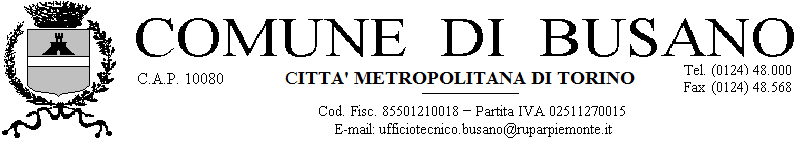 COMUNE DI BUSANO
C.A.P. 10080 CITTA' METROPOLITANA DI TORINO Tel. (0124) 48.000
Fax (0124) 48.568
Cod. Fisc. 85501210018 – Partita IVA 02511270015
E-mail: ufficiotecnico.busano@ruparpiemonte.it